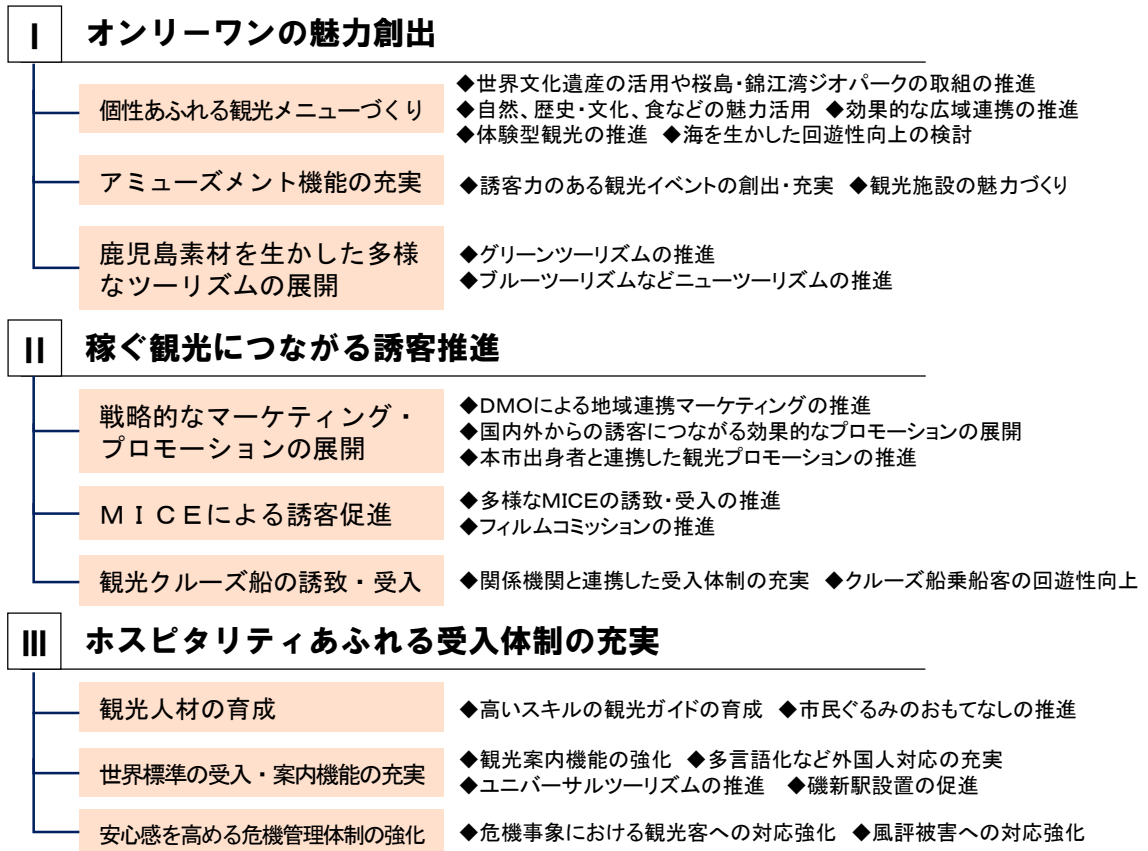 Ⅰ オンリーワンの魅力創出
個性あふれる観光メニューづくり
◆世界文化遺産の活用や桜島・錦江湾ジオパークの取組の推進
◆自然、歴史・文化、食などの魅力活用 ◆効果的な広域連携の推進
◆体験型観光の推進 ◆海を生かした回遊性向上の検討
アミューズメント機能の充実
◆誘客力のある観光イベントの創出・充実 ◆観光施設の魅力づくり
鹿児島素材を生かした多様
なツーリズムの展開
◆グリーンツーリズムの推進
◆ブルーツーリズムなどニューツーリズムの推進
Ⅱ 稼ぐ観光につながる誘客推進
戦略的なマーケティング・
プロモーションの展開
◆DMOによる地域連携マーケティングの推進
◆国内外からの誘客につながる効果的なプロモーションの展開
◆本市出身者と連携した観光プロモーションの推進
ＭＩＣＥによる誘客促進
◆多様なMICEの誘致・受入の推進
◆フィルムコミッションの推進
観光クルーズ船の誘致・受入
◆関係機関と連携した受入体制の充実 ◆クルーズ船乗船客の回遊性向上
Ⅲ ホスピタリティあふれる受入体制の充実
観光人材の育成
◆高いスキルの観光ガイドの育成 ◆市民ぐるみのおもてなしの推進
世界標準の受入・案内機能の充実
◆観光案内機能の強化 ◆多言語化など外国人対応の充実
◆ユニバーサルツーリズムの推進 ◆磯新駅設置の促進
安心感を高める危機管理体制の強化
◆危機事象における観光客への対応強化 ◆風評被害への対応強化